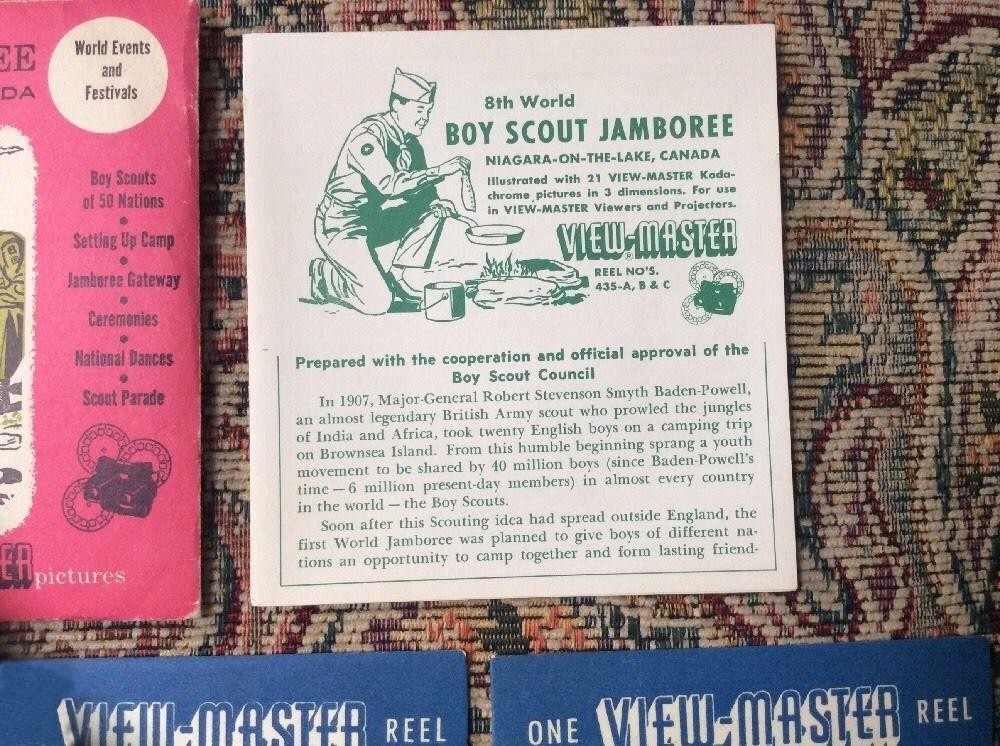 EE
DA
World Events
and
Festivals
Boy Scouts
of 50 Nations
Setting Up Camp
Jamboree Gateway
Ceremonies
National Dances
Scout Parade
ER pictures
8th World
BOY SCOUT JAMBOREE
NIAGARA-ON-THE-LAKE, CANADA
Illustrated with 21 VIEW-MASTER Koda-
chrome pictures in 3 dimensions. For use
in VIEW-MASTER Viewers and Projectors.
VIEW-MASTER®
REEL NO'S.
435-A, B & C
Prepared with the cooperation and official approval of the
Boy Scout Council
In 1907, Major-General Robert Stevenson Smyth Baden-Powell,
an almost legendary British Army scout who prowled the jungles
of India and Africa, took twenty English boys on a camping trip
on Brownsea Island. From this humble beginning sprang a youth
movement to be shared by 40 million boys (since Baden-Powell's
time — 6 million present-day members) in almost every country
in the world — the Boy Scouts.
Soon after this Scouting idea had spread outside England, the
first World Jamboree was planned to give boys of different na-
tions an opportunity to camp together and form lasting friend-
VIEW-MASTER REEL
ONE VIEW-MASTER REEL